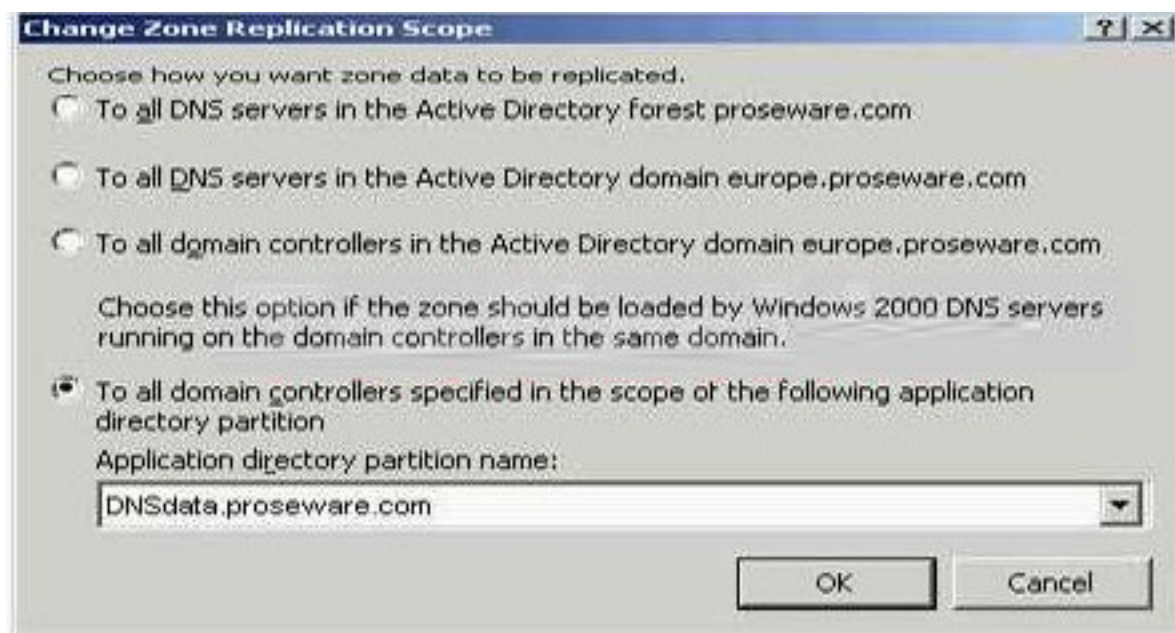 Change Zone Replication Scope
Choose how you want zone data to be replicated.
To all DNS servers in the Active Directory forest proseware.com
To all DNS servers in the Active Directory domain europe.proseware.com
To all domain controllers in the Active Directory domain europe.proseware.com
Choose this option if the zone should be loaded by Windows 2000 DNS servers
running on the domain controllers in the same domain.
To all domain controllers specified in the scope of the following application
directory partition
Application directory partition name:
DNSdata.proseware.com
OK
Cancel